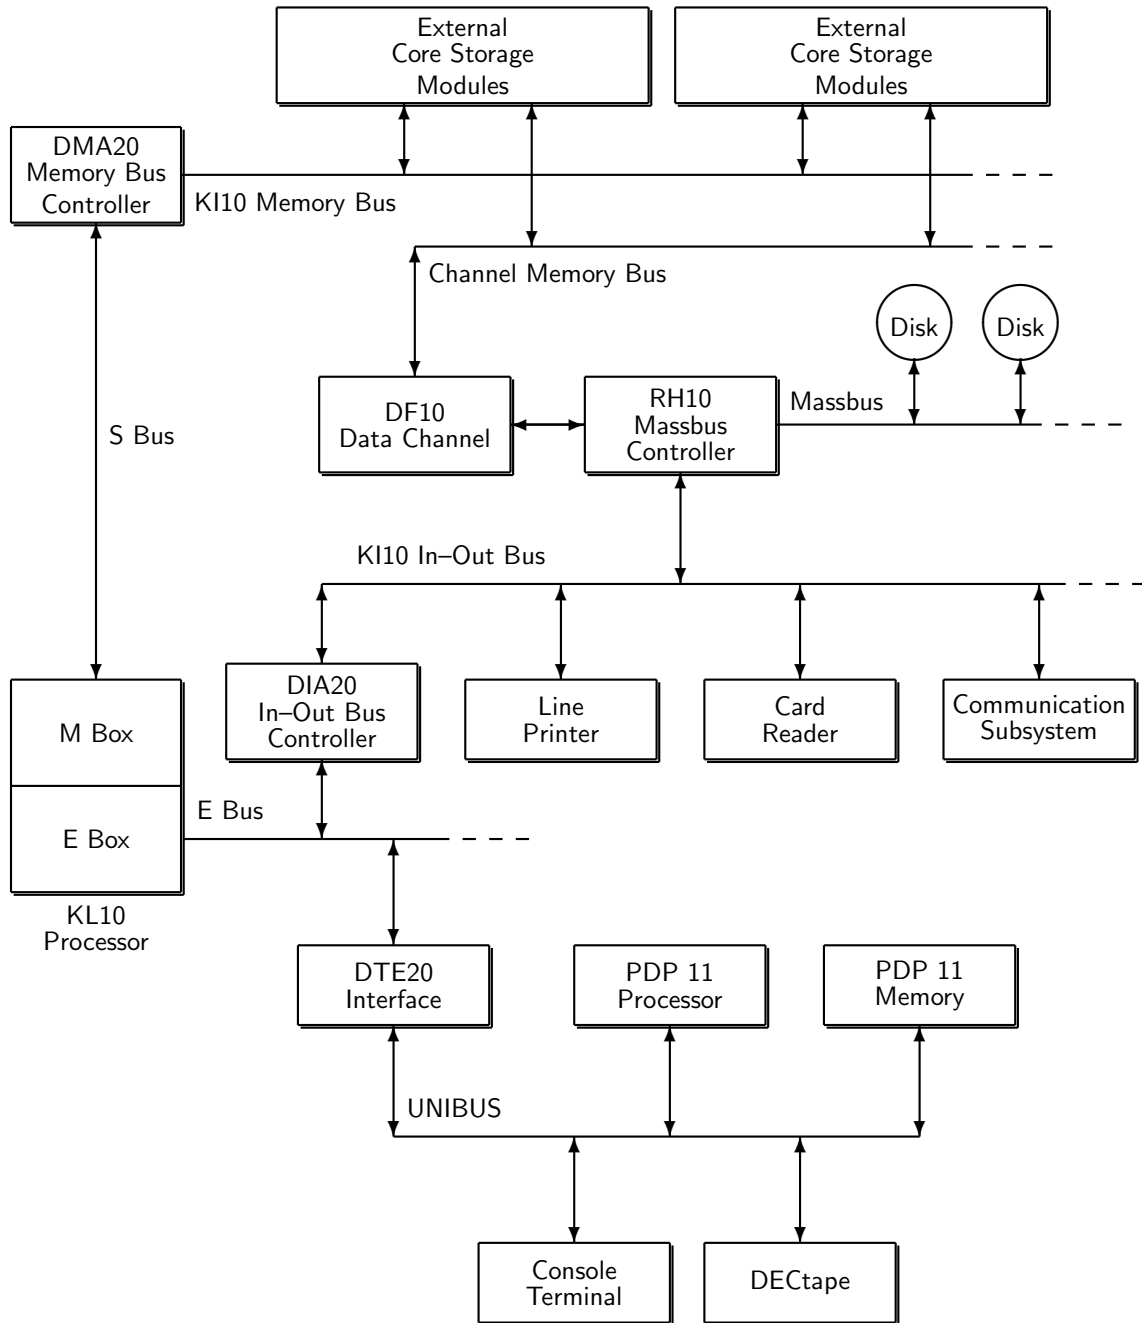 External
Core Storage
Modules
External
Core Storage
Modules
DMA20
Memory Bus
Controller
KI10 Memory Bus
Channel Memory Bus
Disk
Disk
DF10
Data Channel
RH10
Massbus
Controller
Massbus
S Bus
KI10 In–Out Bus
M Box
E Box
KL10
Processor
DIA20
In–Out Bus
Controller
Line
Printer
Card
Reader
Communication
Subsystem
E Bus
DTE20
Interface
PDP 11
Processor
PDP 11
Memory
UNIBUS
Console
Terminal
DECtape